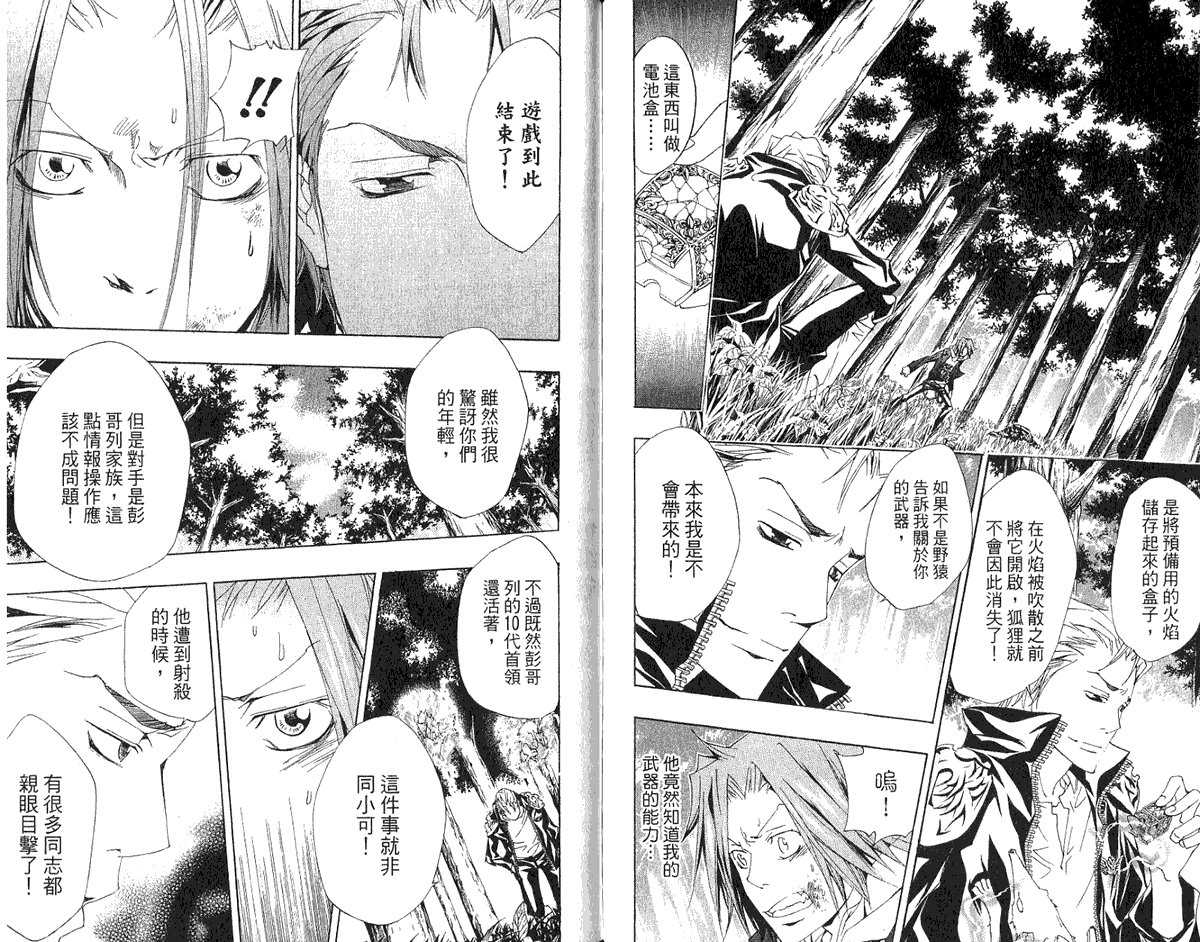 這東西叫做
電池盒……
是將預備用的火焰
儲存起來的盒子，
在火焰被吹散之前
將它開啟，狐狸就
不會因此消失了！
如果不是野猿
告訴我關於你
的武器，
本來我是不
會帶來的！
嗚！
他竟然知道我的
武器的能力…
遊戲到此
結束了！
!!
雖然我很
驚訝你們
的年輕，
但是對手是彭
哥列家族，這
點情報操作應
該不成問題！
不過既然彭哥
列的10代首領
還活著，
這件事就非
同小可！
他遭到射殺
的時候，
有很多同志都
親眼目擊了！